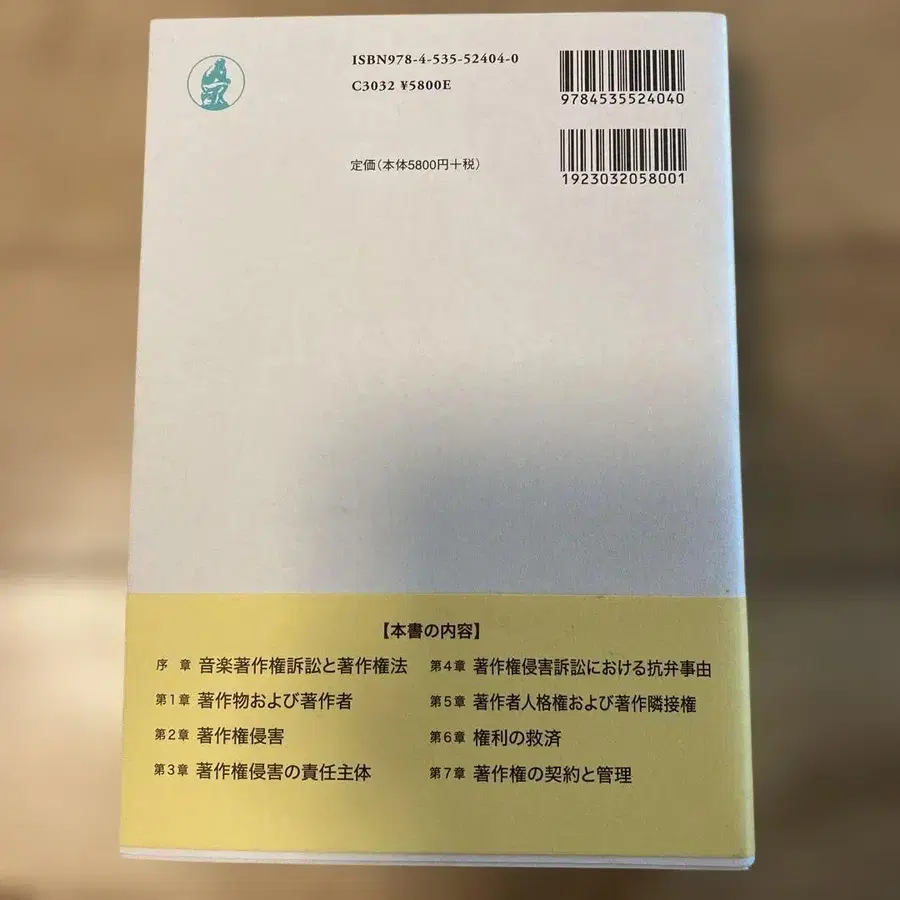 ISBN978-4-535-52404-0
C3032 ¥5800E
9784535524040
定価(本体5800円+税)
1923032058001
【本書の内容】
序 章 音楽著作権訴訟と著作権法
第1章 著作物および著作者
第2章 著作権侵害
第3章 著作権侵害の責任主体
第4章 著作権侵害訴訟における抗弁事由
第5章 著作者人格権および著作隣接権
第6章 権利の救済
第7章 著作権の契約と管理